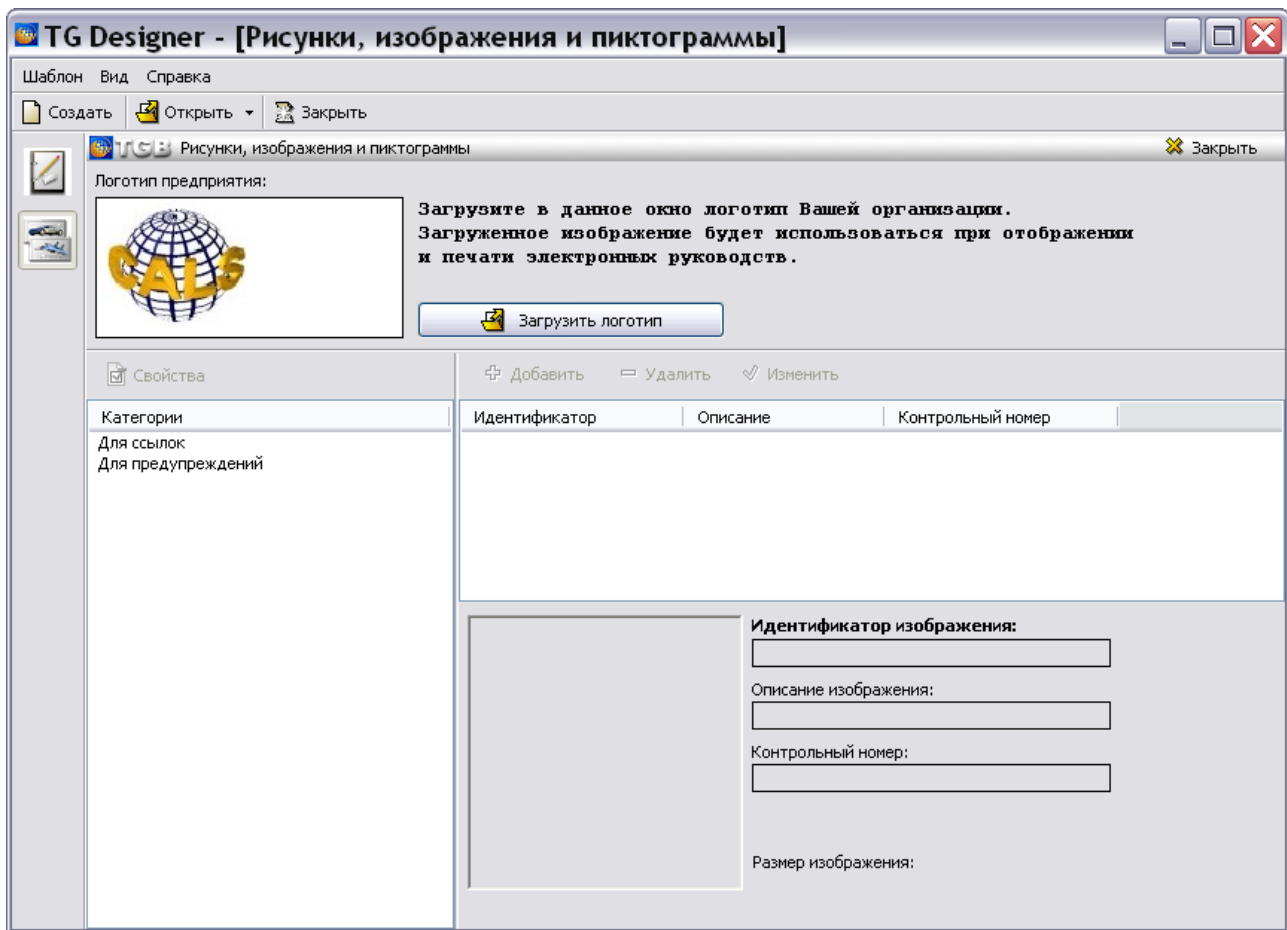 TG Designer - [Рисунки, изображения и пиктограммы]
Шаблон Вид Справка
Создать Открыть Закрыть
TGB Рисунки, изображения и пиктограммы Закрыть
Логотип предприятия:
CALS
Загрузите в данное окно логотип Вашей организации.
Загруженное изображение будет использоваться при отображении
и печати электронных руководств.
Загрузить логотип
Свойства Добавить Удалить Изменить
Категории Идентификатор Описание Контрольный номер
Для ссылок
Для предупреждений
Идентификатор изображения:
Описание изображения:
Контрольный номер:
Размер изображения: